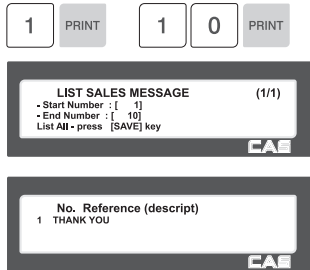 1 PRINT 1 0 PRINT
LIST SALES MESSAGE (1/1)
- Start Number : [ 1]
- End Number : [ 10]
List All - press [SAVE] key
CAS
No. Reference (descript)
1 THANK YOU
CAS